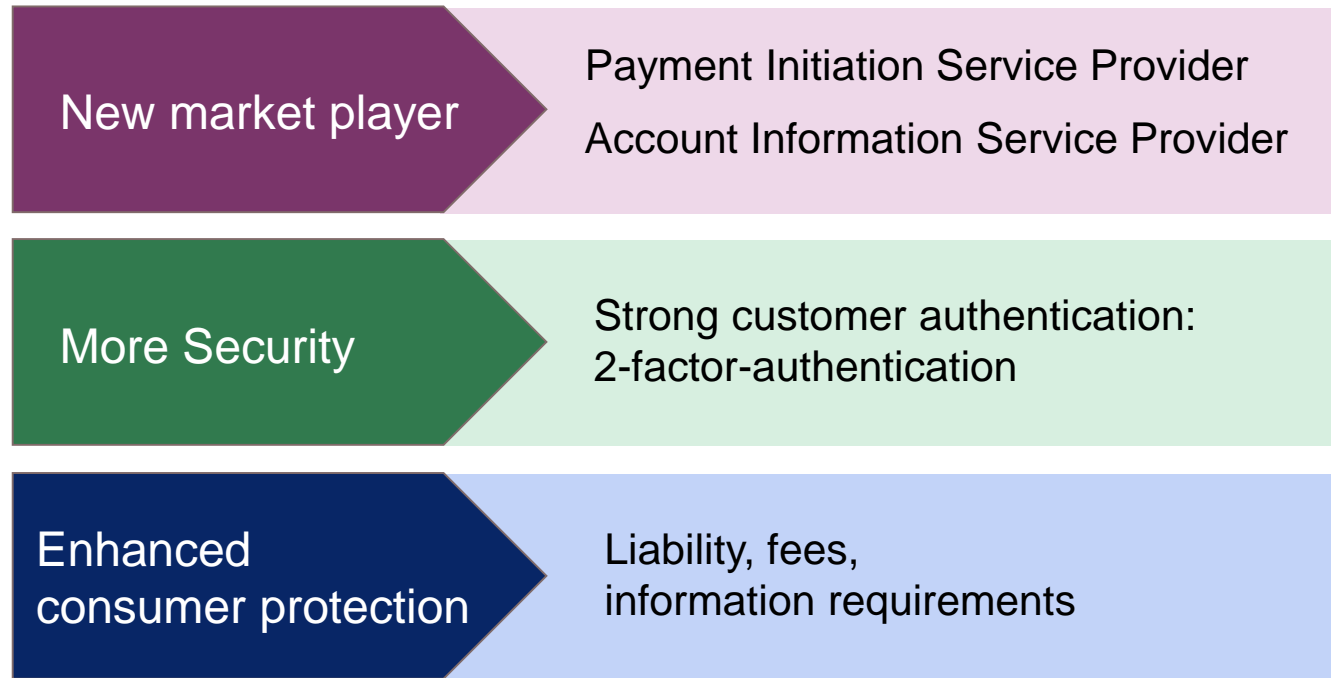 New market player
Payment Initiation Service Provider
Account Information Service Provider
More Security
Strong customer authentication:
2-factor-authentication
Enhanced
consumer protection
Liability, fees,
information requirements